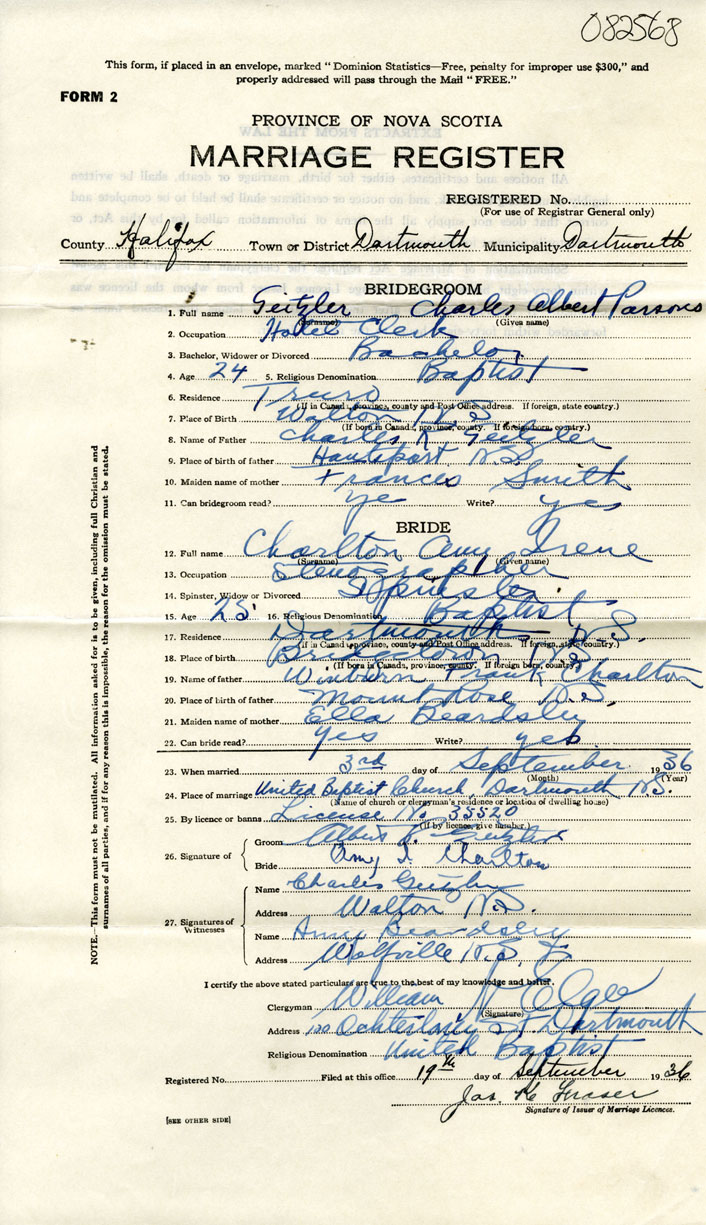 082568
This form, if placed in an envelope, marked "Dominion Statistics—Free, penalty for improper use $300," and
properly addressed will pass through the Mail "FREE."
FORM 2
PROVINCE OF NOVA SCOTIA
MARRIAGE REGISTER
REGISTERED No.
(For use of Registrar General only)
County Halifax Town or District Dartmouth Municipality Dartmouth
BRIDEGROOM
1. Full name Geitzler Charles Albert Parsons
(Surname) (Given name)
2. Occupation Hotel Clerk
3. Bachelor, Widower or Divorced Bachelor
4. Age 24 5. Religious Denomination Baptist
6. Residence Truro
(If in Canada, province, county and Post Office address. If foreign, state country.)
7. Place of Birth Walton N.S.
(If born in Canada, province, county. If foreign born, country.)
8. Name of Father Charles R. Geitzler
9. Place of birth of father Hantsport N.S.
10. Maiden name of mother Frances Smith
11. Can bridegroom read? ye Write? yes
BRIDE
12. Full name Charlton Amy Irene
(Surname) (Given name)
13. Occupation Stenographer
14. Spinster, Widow or Divorced Spinster
15. Age 25 16. Religious Denomination Baptist
17. Residence Dartmouth N.S.
(If in Canada, province, county and Post Office address. If foreign, state country.)
18. Place of birth N.S.
(If born in Canada, province, county. If foreign born, country.)
19. Name of father Winburn Frank Charlton
20. Place of birth of father Mount Rose N.S.
21. Maiden name of mother Ella Beardsley
22. Can bride read? yes Write? yes
23. When married 3rd day of September 1936
(Month) (Year)
24. Place of marriage United Baptist Church, Dartmouth N.S.
(Name of church or clergyman's residence or location of dwelling house)
25. By licence or banns License No 35520
(If by licence, give number.)
26. Signature of
Groom Albert Geitzler
Bride Amy I. Charlton
27. Signatures of Witnesses
Name Charles Geitzler
Address Walton N.S.
Name Beardsley
Address Wolfville N.S.
I certify the above stated particulars are true to the best of my knowledge and belief.
Clergyman William
(Signature)
Address 100 Ochterloney St Dartmouth
Religious Denomination United Baptist
Registered No. Filed at this office 19th day of September 1936
Jas. Fraser
Signature of Issuer of Marriage Licences.
[SEE OTHER SIDE]
NOTE.—This form must not be mutilated. All information asked for is to be given, including full Christian and
surnames of all parties, and if for any reason this is impossible, the reason for the omission must be stated.